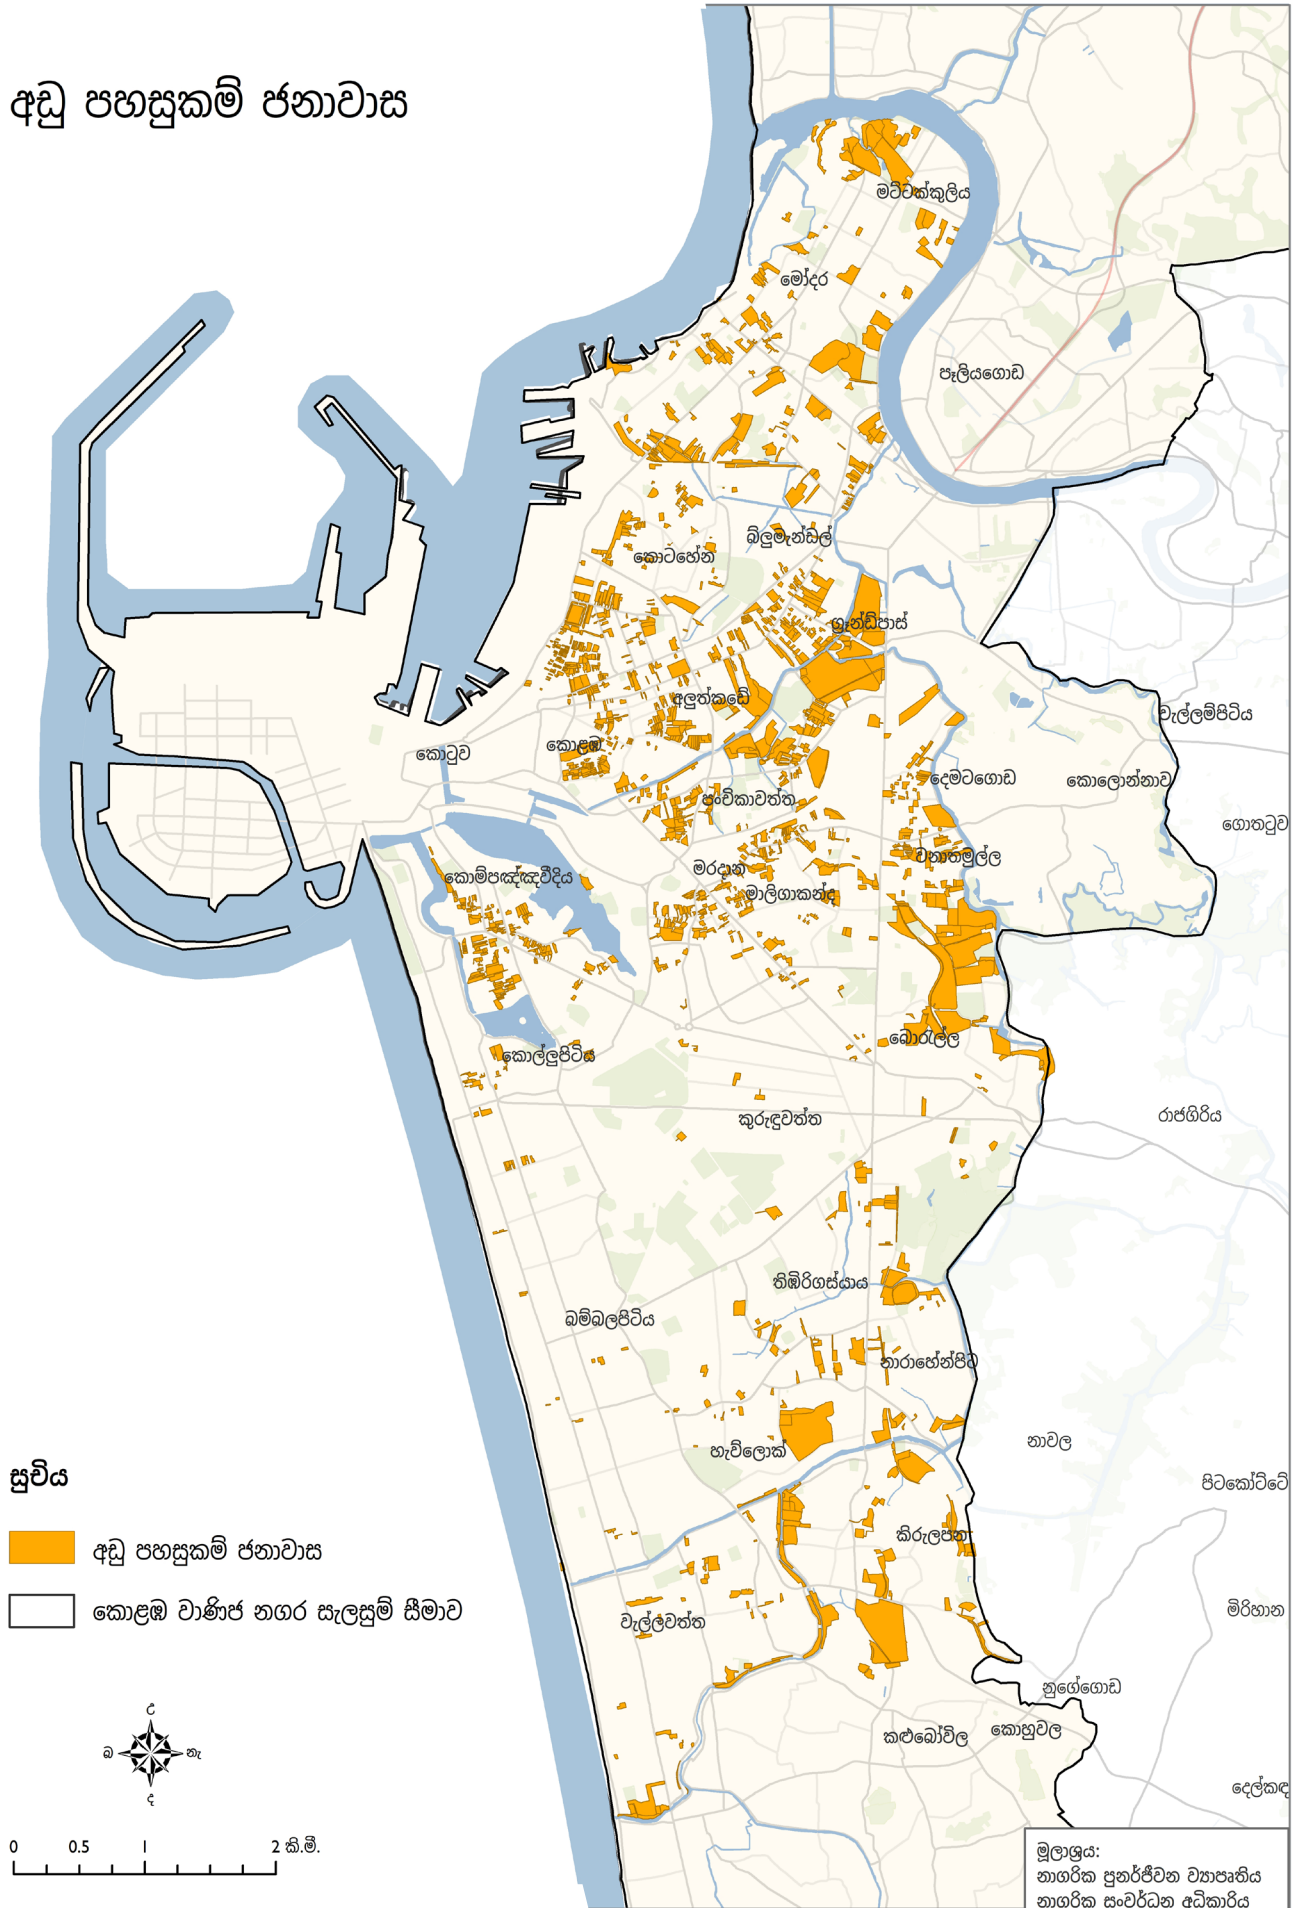 අඩු පහසුකම් ජනාවාස
මට්ටක්කුලිය
මෝදර
පෑලියගොඩ
බ්ලුමැන්ඩල්
කොටහේන
ග්‍රෑන්ඩ්පාස්
අලුත්කඩේ
වැල්ලම්පිටිය
කොටුව
කොළඹ
දෙමටගොඩ
කොලොන්නාව
පංචිකාවත්ත
ගොතටුව
වනාතමුල්ල
මරදාන
කොම්පඤ්ඤවීදිය
මාලිගාකන්ද
බොරැල්ල
කොල්ලුපිටිය
කුරුඳුවත්ත
රාජගිරිය
තිඹිරිගස්යාය
බම්බලපිටිය
නාරාහේන්පිට
නාවල
හැව්ලොක්
පිටකෝට්ටේ
කිරුලපන
මිරිහාන
වැල්ලවත්ත
නුගේගොඩ
කොහුවල
කළුබෝවිල
දෙල්කඳ
සුචිය
අඩු පහසුකම් ජනාවාස
කොළඹ වාණිජ නගර සැලසුම් සීමාව
උ
බ නැ
ද
0 0.5 1 2 කි.මී.
මූලාශ්‍රය:
නාගරික පුනර්ජීවන ව්‍යාපෘතිය
නාගරික සංවර්ධන අධිකාරිය